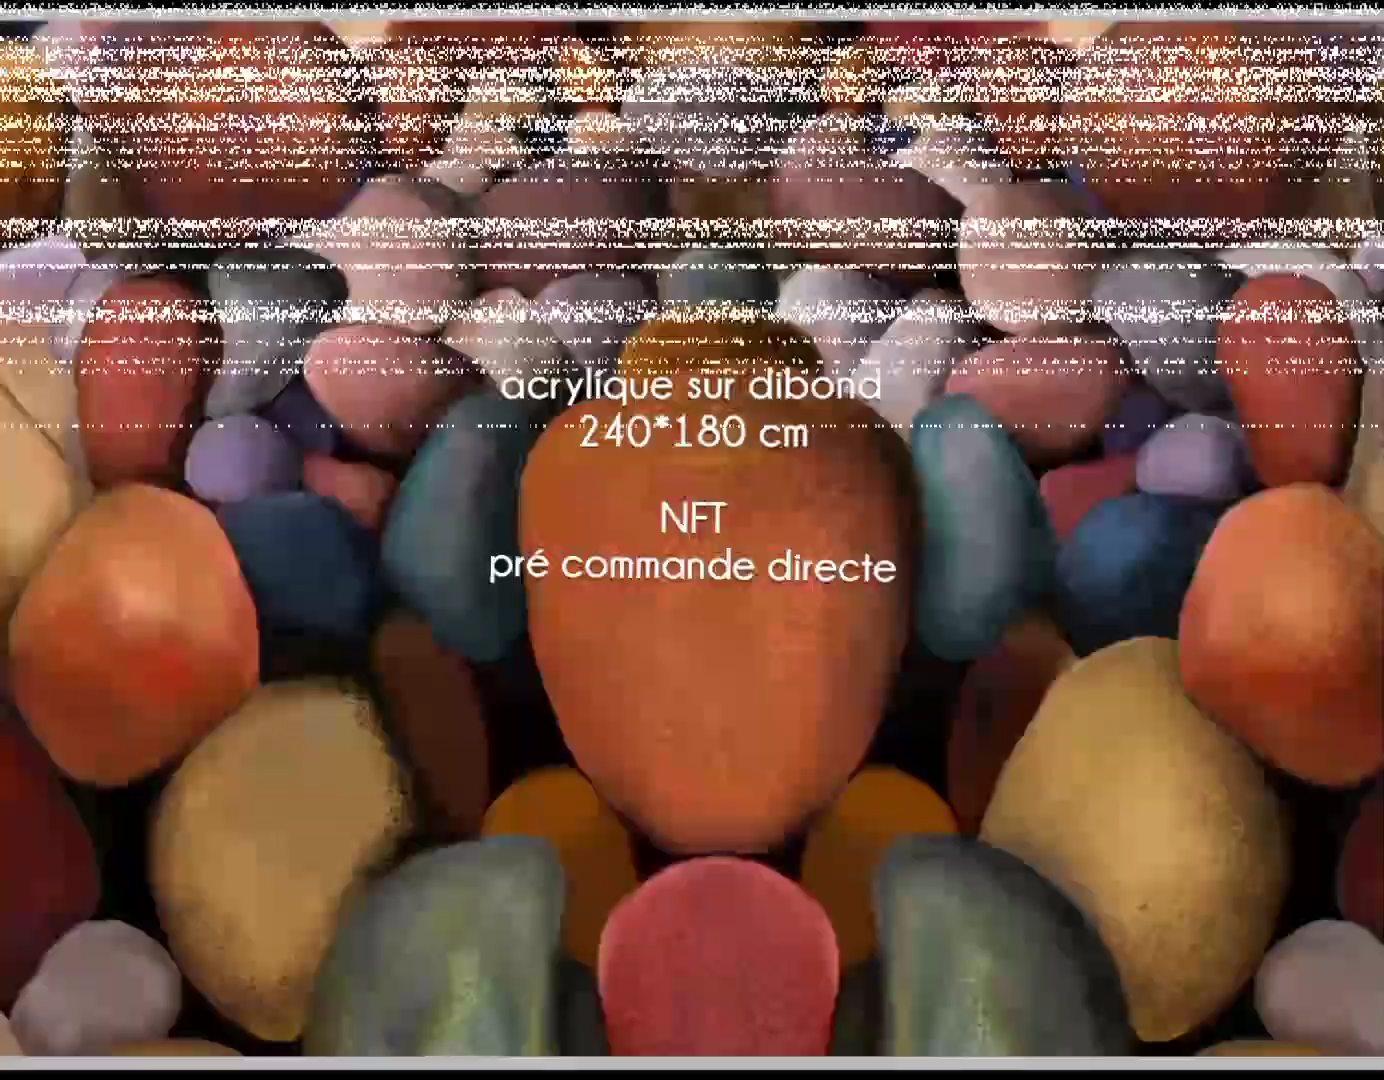 acrylique sur dibond
240*180 cm
NFT
pré commande directe